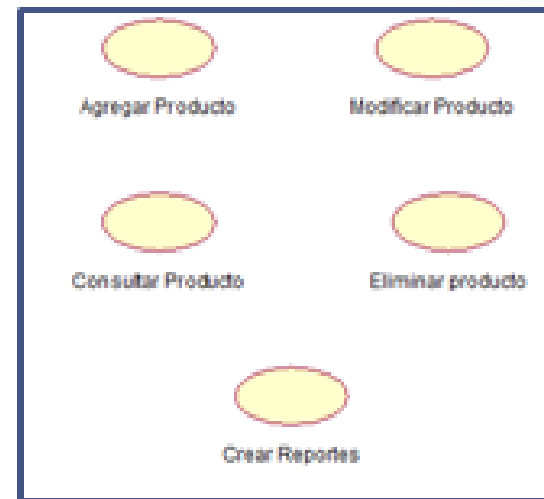 Agregar Producto
Modificar Producto
Consultar Producto
Eliminar producto
Crear Reportes